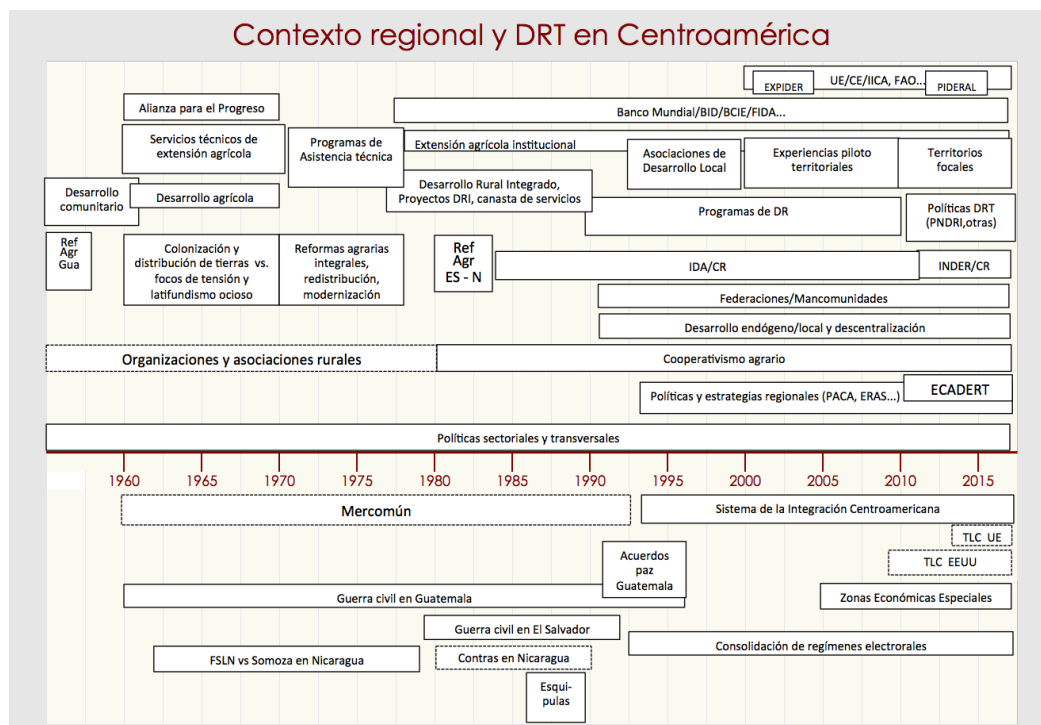 Contexto regional y DRT en Centroamérica
UE/CE/IICA, FAO...
EXPIDER
PIDERAL
Alianza para el Progreso
Banco Mundial/BID/BCIE/FIDA...
Servicios técnicos de
extensión agrícola
Programas de
Asistencia técnica
Extensión agrícola institucional
Asociaciones de
Desarrollo Local
Experiencias piloto
territoriales
Territorios
focales
Desarrollo
comunitario
Desarrollo agrícola
Desarrollo Rural Integrado,
Proyectos DRI, canasta de servicios
Programas de DR
Políticas DRT
(PNDRI,otras)
Ref
Agr
Gua
Colonización y
distribución de tierras vs.
focos de tensión y
latifundismo ocioso
Reformas agrarias
integrales,
redistribución,
modernización
Ref
Agr
ES - N
IDA/CR
INDER/CR
Federaciones/Mancomunidades
Desarrollo endógeno/local y descentralización
Organizaciones y asociaciones rurales
Cooperativismo agrario
Políticas y estrategias regionales (PACA, ERAS...)
ECADERT
Políticas sectoriales y transversales
1960 1965 1970 1975 1980 1985 1990 1995 2000 2005 2010 2015
Mercomún
Sistema de la Integración Centroamericana
TLC UE
Acuerdos
paz
Guatemala
TLC EEUU
Guerra civil en Guatemala
Zonas Económicas Especiales
Guerra civil en El Salvador
Consolidación de regímenes electorales
FSLN vs Somoza en Nicaragua
Contras en Nicaragua
Esqui-
pulas